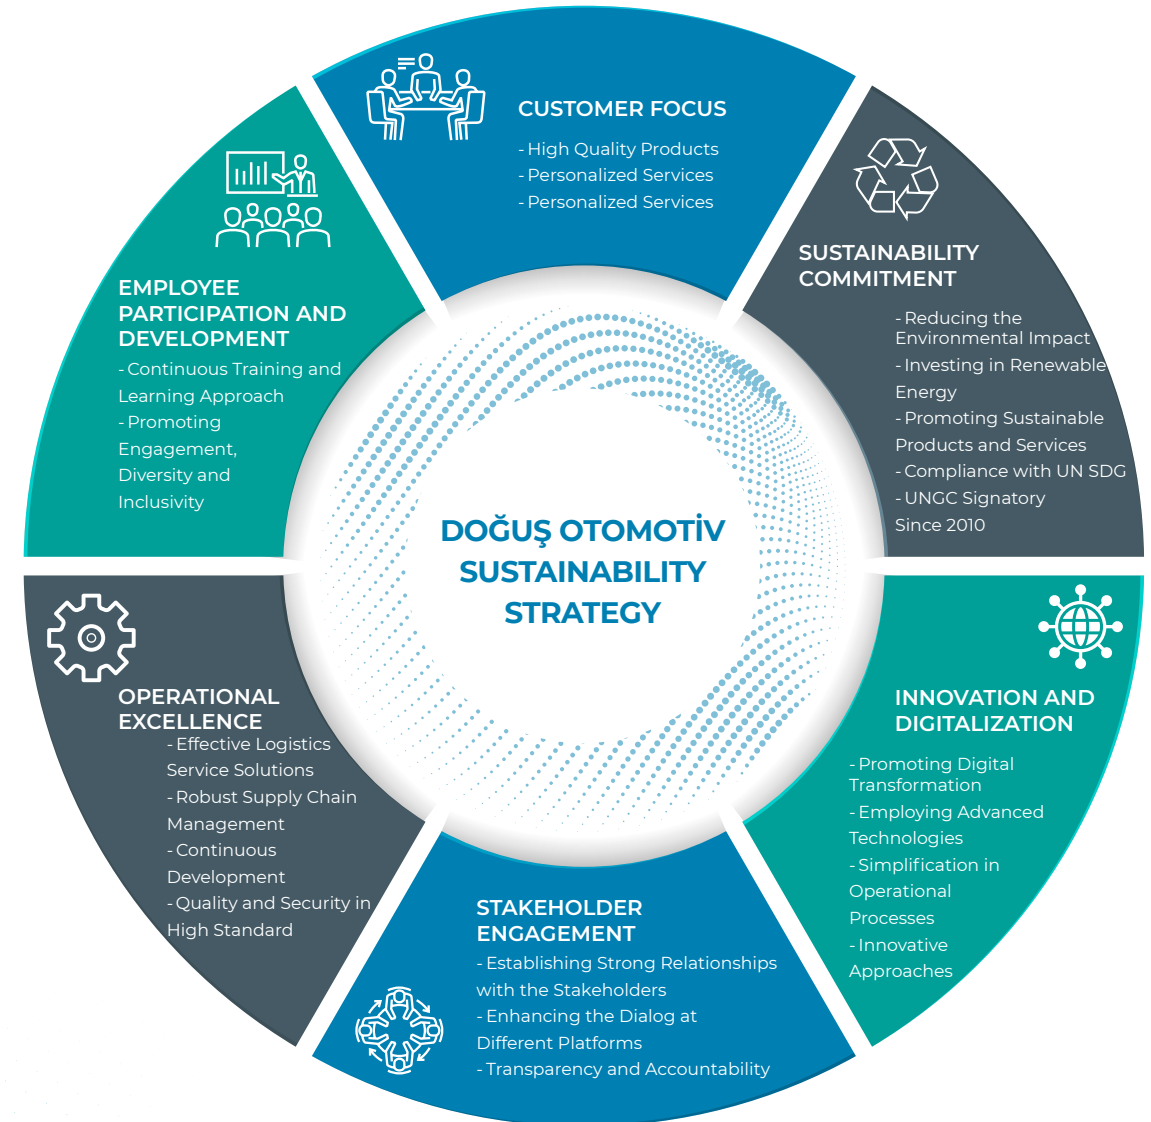 CUSTOMER FOCUS
- High Quality Products
- Personalized Services
- Personalized Services
SUSTAINABILITY
COMMITMENT
- Reducing the
Environmental Impact
- Investing in Renewable
Energy
- Promoting Sustainable
Products and Services
- Compliance with UN SDG
- UNGC Signatory
Since 2010
INNOVATION AND
DIGITALIZATION
- Promoting Digital
Transformation
- Employing Advanced
Technologies
- Simplification in
Operational
Processes
- Innovative
Approaches
STAKEHOLDER
ENGAGEMENT
- Establishing Strong Relationships
with the Stakeholders
- Enhancing the Dialog at
Different Platforms
- Transparency and Accountability
OPERATIONAL
EXCELLENCE
- Effective Logistics
Service Solutions
- Robust Supply Chain
Management
- Continuous
Development
- Quality and Security in
High Standard
EMPLOYEE
PARTICIPATION AND
DEVELOPMENT
- Continuous Training and
Learning Approach
- Promoting
Engagement,
Diversity and
Inclusivity
DOĞUŞ OTOMOTİV
SUSTAINABILITY
STRATEGY